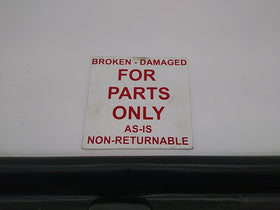 BROKEN - DAMAGED
FOR
PARTS
ONLY
AS-IS
NON-RETURNABLE